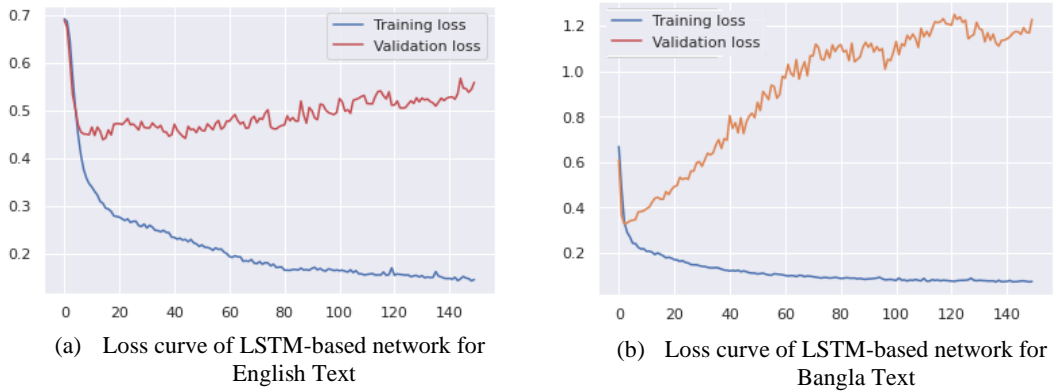 0.7
0.6
0.5
0.4
0.3
0.2
0 20 40 60 80 100 120 140
Training loss
Validation loss
(a) Loss curve of LSTM-based network for
English Text
1.2
1.0
0.8
0.6
0.4
0.2
0 20 40 60 80 100 120 140
Training loss
Validation loss
(b) Loss curve of LSTM-based network for
Bangla Text